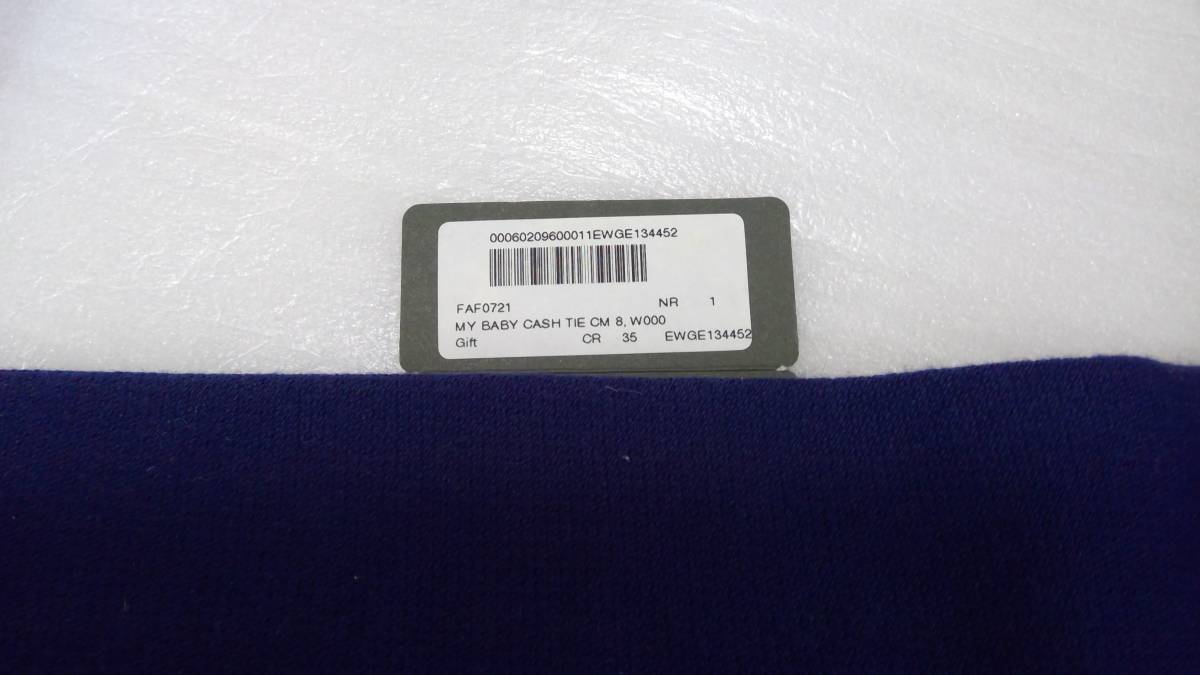 00060209600011EWGE134452
FAF0721 NR 1
MY BABY CASH TIE CM 8, W000
Gift CR 35 EWGE134452